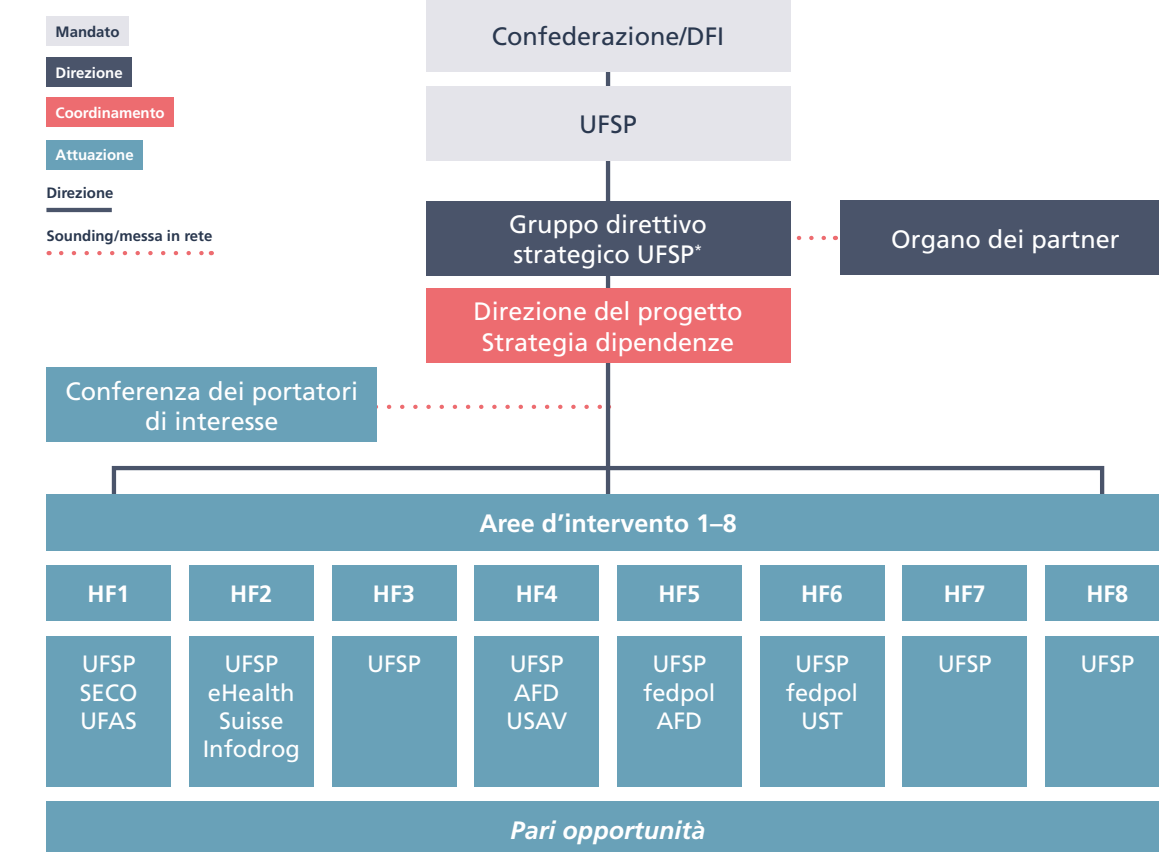 Mandato
Direzione
Coordinamento
Attuazione
Direzione
Sounding/messa in rete
Confederazione/DFI
UFSP
Gruppo direttivo
strategico UFSP*
Organo dei partner
Direzione del progetto
Strategia dipendenze
Conferenza dei portatori
di interesse
Aree d’intervento 1–8
HF1
HF2
HF3
HF4
HF5
HF6
HF7
HF8
UFSP
SECO
UFAS
UFSP
eHealth
Suisse
Infodrog
UFSP
UFSP
AFD
USAV
UFSP
fedpol
AFD
UFSP
fedpol
UST
UFSP
UFSP
Pari opportunità